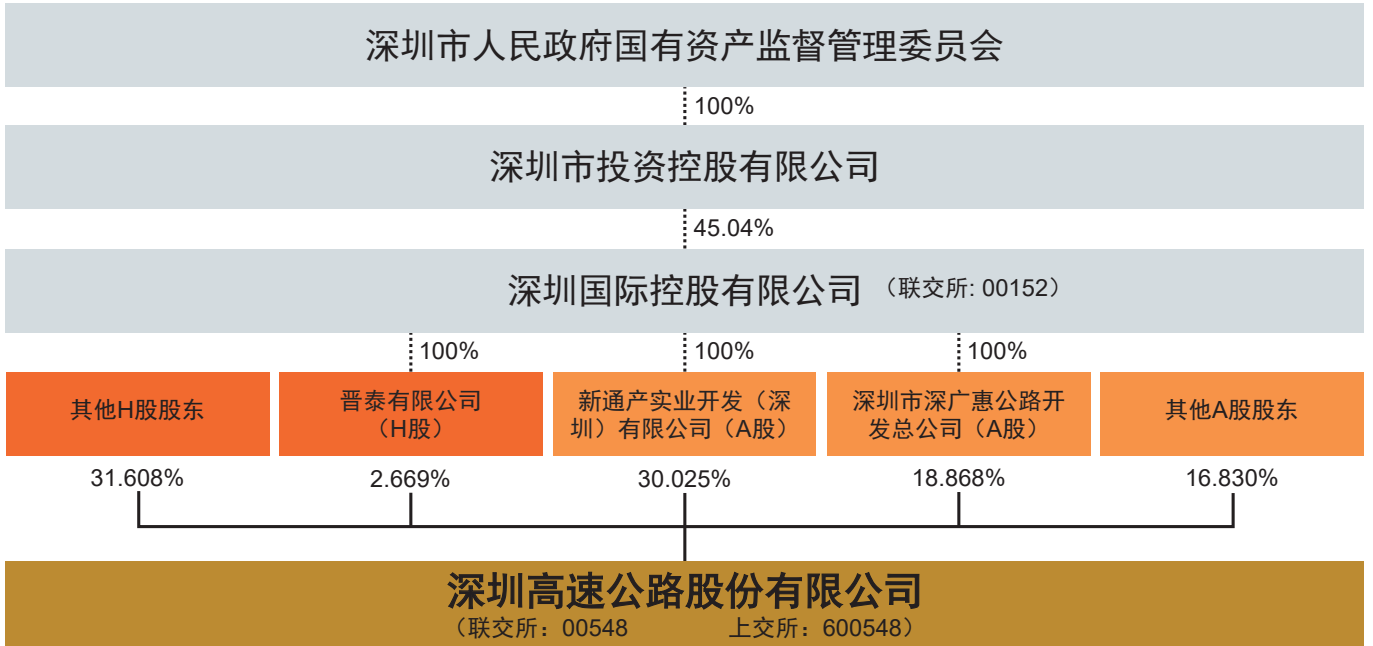 深圳市人民政府国有资产监督管理委员会
100%
深圳市投资控股有限公司
45.04%
深圳国际控股有限公司 （联交所: 00152）
100% 100% 100%
其他H股股东
晋泰有限公司
（H股）
新通产实业开发（深
圳）有限公司（A股）
深圳市深广惠公路开
发总公司（A股）
其他A股股东
31.608% 2.669% 30.025% 18.868% 16.830%
深圳高速公路股份有限公司
（联交所：00548 上交所：600548）